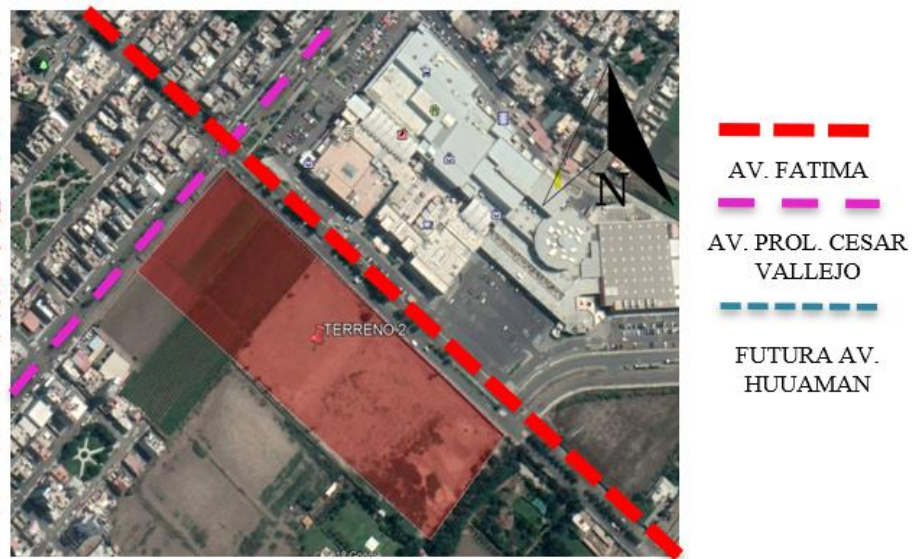 N
TERRENO 2
AV. FATIMA
AV. PROL. CESAR
VALLEJO
FUTURA AV.
HUUAMAN